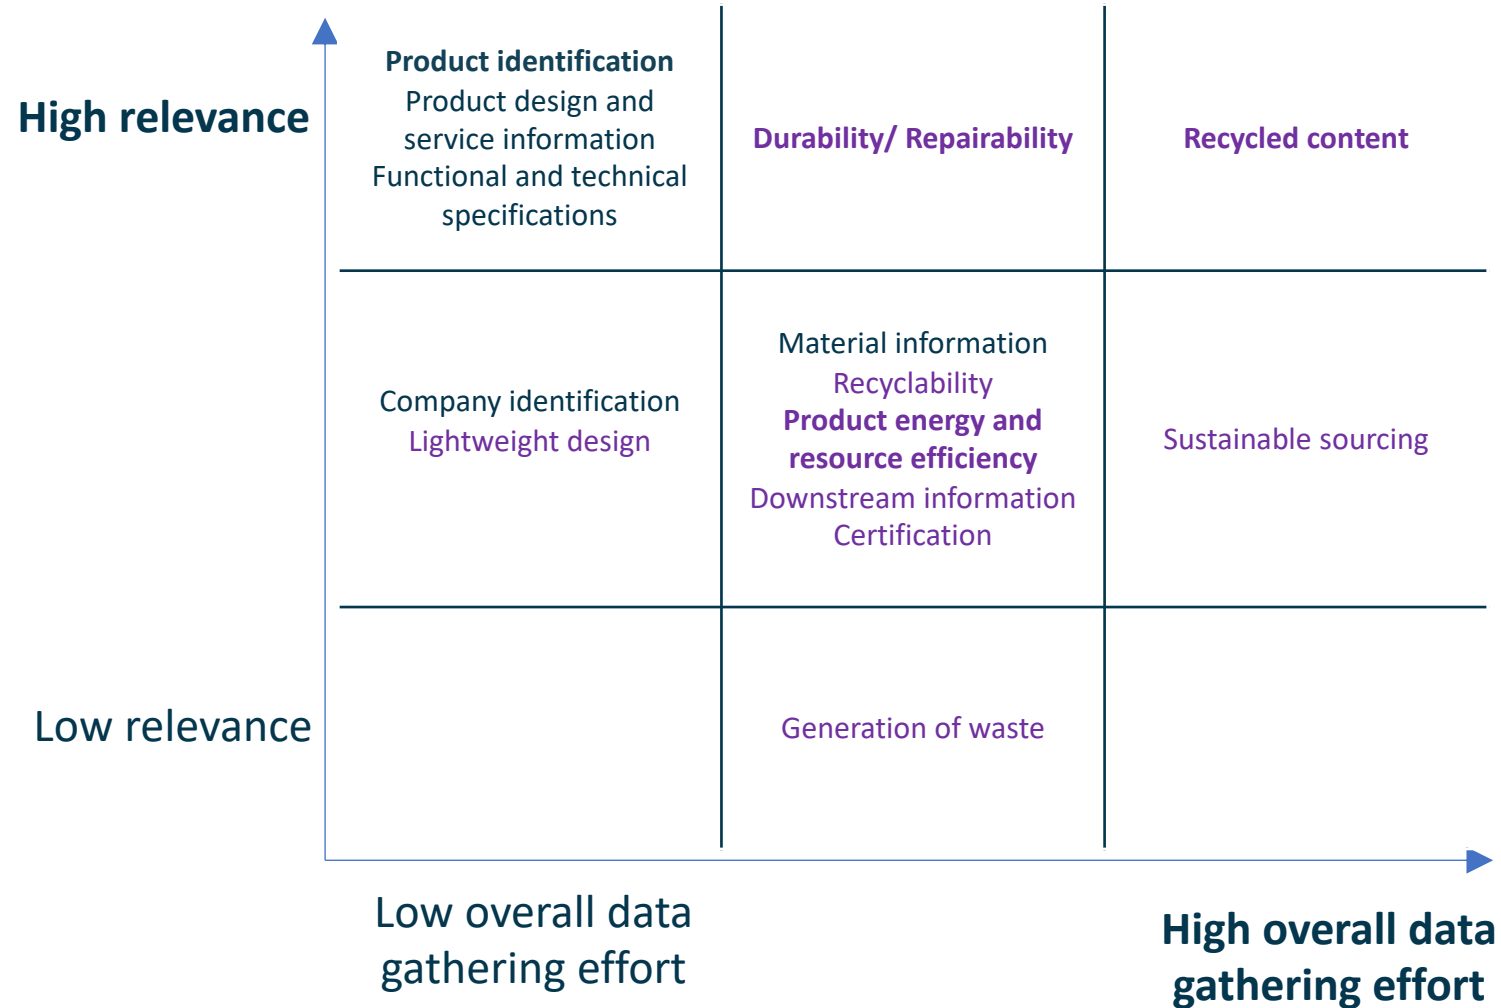 High relevance
Product identification
Product design and
service information
Functional and technical
specifications
Durability/ Repairability
Recycled content
Company identification
Lightweight design
Material information
Recyclability
Product energy and
resource efficiency
Downstream information
Certification
Sustainable sourcing
Low relevance
Generation of waste
Low overall data
gathering effort
High overall data
gathering effort